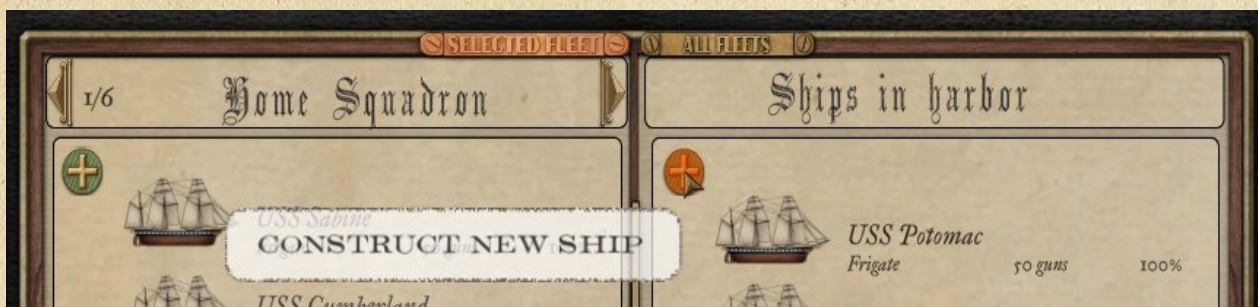 SELECTED FLEET
ALL FLEETS
1/6
Home Squadron
Ships in harbor
USS Sabine
CONSTRUCT NEW SHIP
USS Potomac
Frigate 50 guns 100%
USS Cumberland